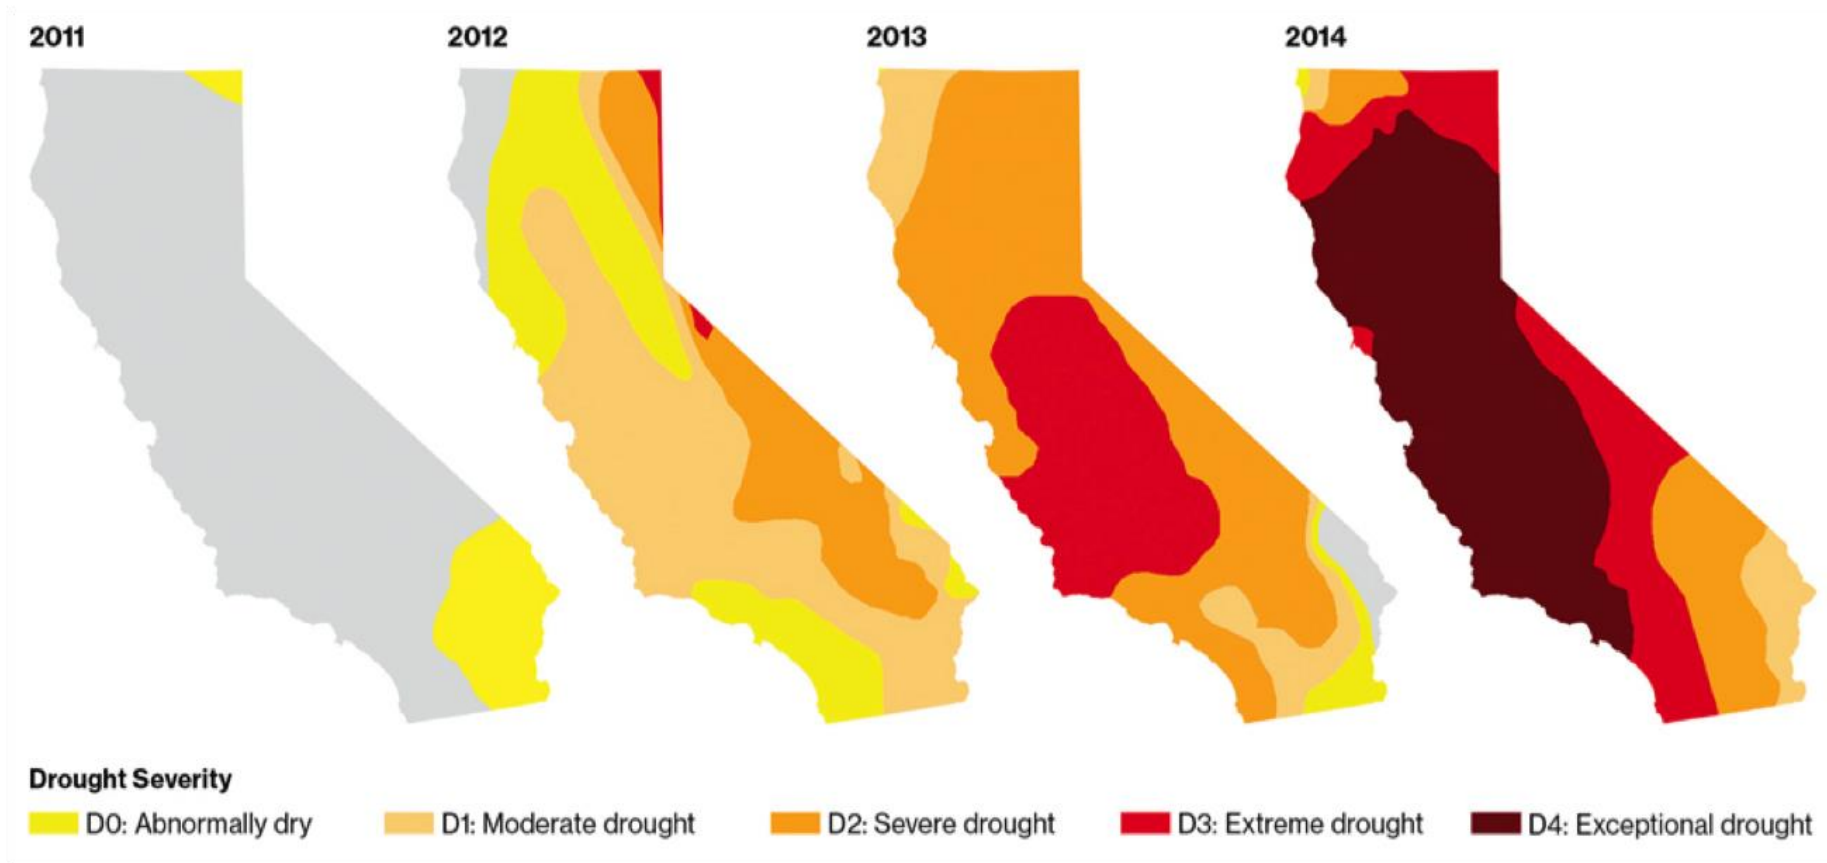 2011 2012 2013 2014
Drought Severity
D0: Abnormally dry D1: Moderate drought D2: Severe drought D3: Extreme drought D4: Exceptional drought